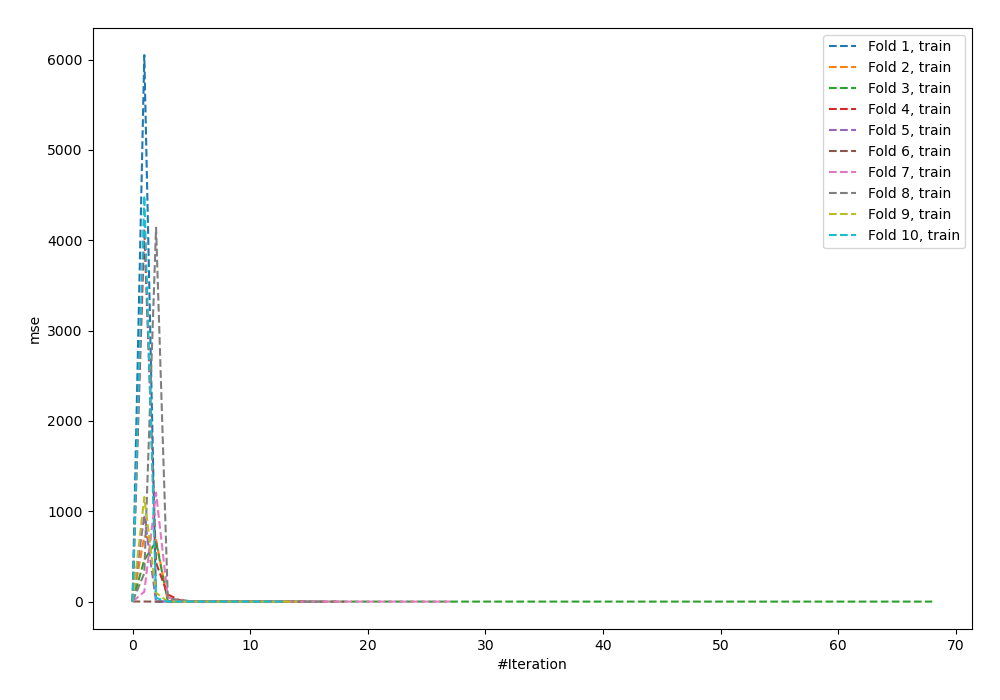 6000
5000
4000
3000
2000
1000
0
mse
0 10 20 30 40 50 60 70
#Iteration
Fold 1, train
Fold 2, train
Fold 3, train
Fold 4, train
Fold 5, train
Fold 6, train
Fold 7, train
Fold 8, train
Fold 9, train
Fold 10, train